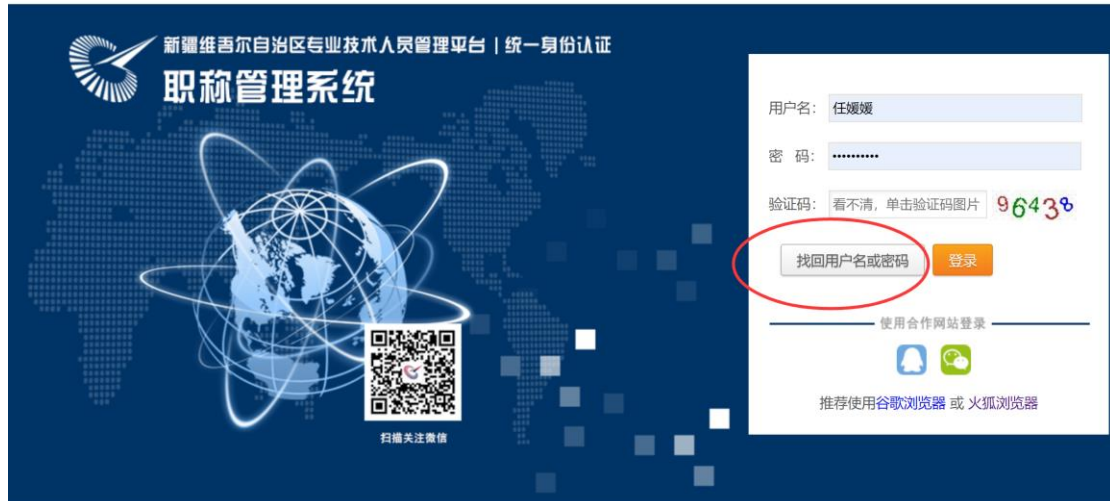 新疆维吾尔自治区专业技术人员管理平台 | 统一身份认证
职称管理系统
用户名: 任媛媛
密 码: ••••••••••
验证码: 看不清, 单击验证码图片 96438
找回用户名或密码 登录
使用合作网站登录
推荐使用谷歌浏览器 或 火狐浏览器
扫描关注微信